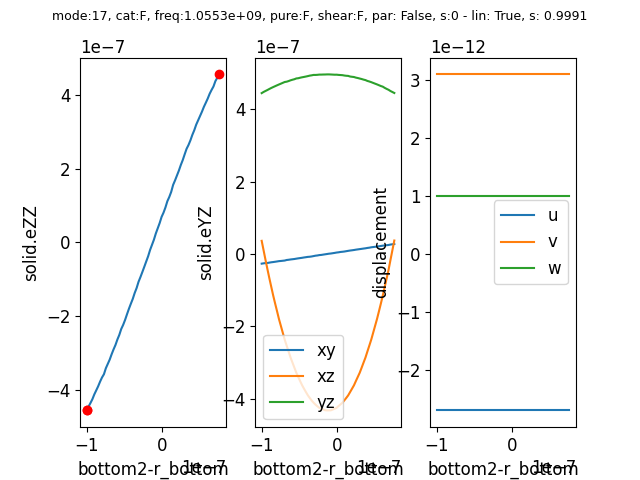 mode:17, cat:F, freq:1.0553e+09, pure:F, shear:F, par: False, s:0 - lin: True, s: 0.9991
1e−7
solid.eZZ
4
2
0
−2
−4
−1
0
1e−7
bottom2-r_bottom
1e−7
solid.eYZ
4
2
0
−2
−4
xy
xz
yz
−1
0
1e−7
bottom2-r_bottom
1e−12
displacement
3
2
1
0
−1
−2
u
v
w
−1
0
1e−7
bottom2-r_bottom